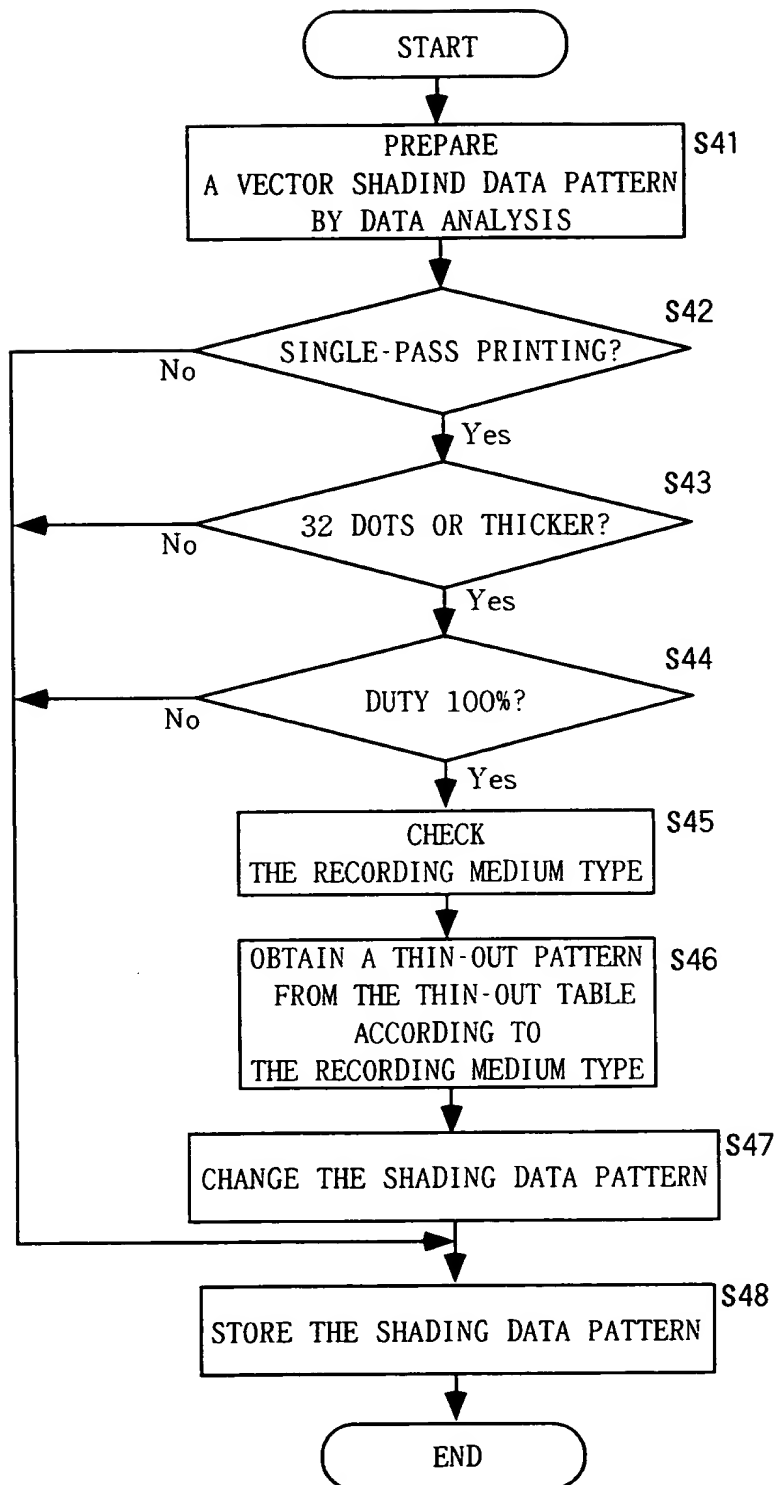 START
S41
PREPARE
A VECTOR SHADIND DATA PATTERN
BY DATA ANALYSIS
S42
SINGLE-PASS PRINTING?
No
Yes
S43
32 DOTS OR THICKER?
No
Yes
S44
DUTY 100%?
No
Yes
S45
CHECK
THE RECORDING MEDIUM TYPE
S46
OBTAIN A THIN-OUT PATTERN
FROM THE THIN-OUT TABLE
ACCORDING TO
THE RECORDING MEDIUM TYPE
S47
CHANGE THE SHADING DATA PATTERN
S48
STORE THE SHADING DATA PATTERN
END